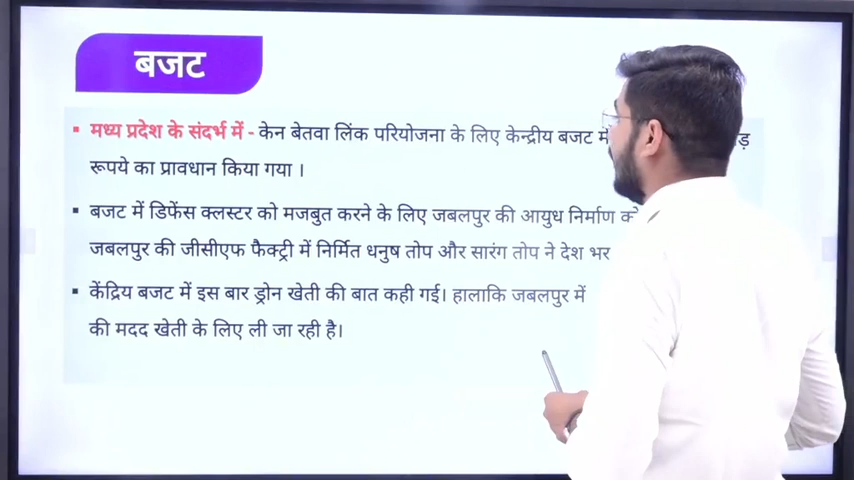 बजट
मध्य प्रदेश के संदर्भ में - केन बेतवा लिंक परियोजना के लिए केन्द्रीय बजट
रूपये का प्रावधान किया गया ।
बजट में डिफेंस क्लस्टर को मजबुत करने के लिए जबलपुर की आयुध निर्माण
जबलपुर की जीसीएफ फैक्ट्री में निर्मित धनुष तोप और सारंग तोप ने देश भर
केंद्रिय बजट में इस बार ड्रोन खेती की बात कही गई। हालाकि जबलपुर में
की मदद खेती के लिए ली जा रही है।